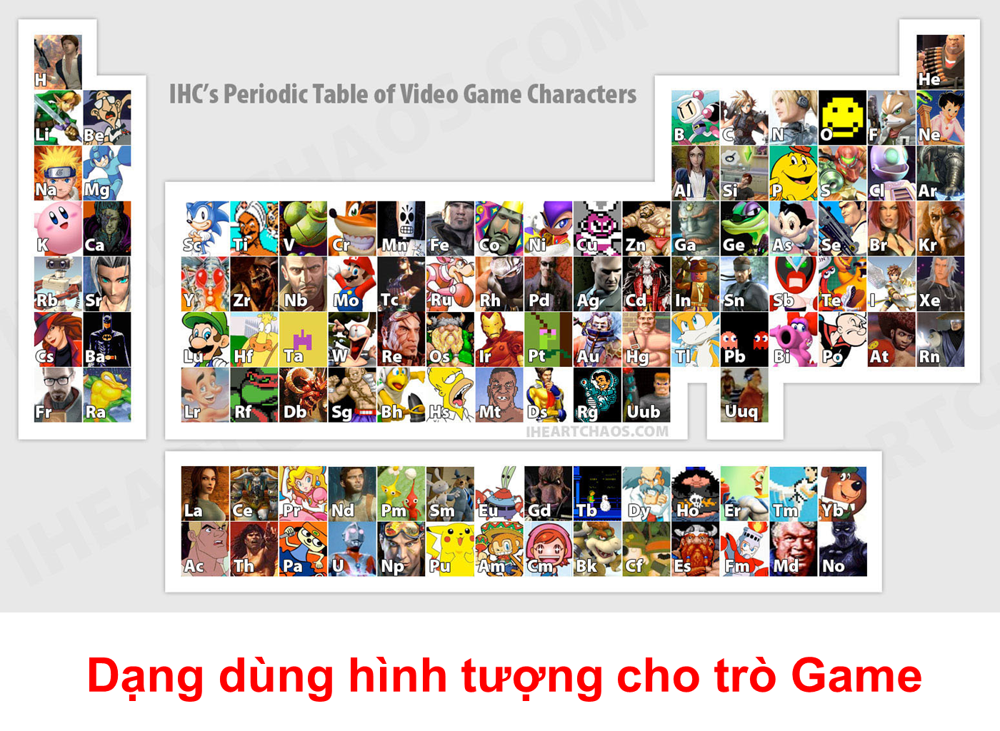 H He
IHC's Periodic Table of Video Game Characters
Li Be B C N O F Ne
Na Mg Al Si P S Cl Ar
K Ca Sc Ti V Cr Mn Fe Co Ni Cu Zn Ga Ge As Se Br Kr
Rb Sr Y Zr Nb Mo Tc Ru Rh Pd Ag Cd In Sn Sb Te I Xe
Cs Ba Lu Hf Ta W Re Os Ir Pt Au Hg Tl Pb Bi Po At Rn
Fr Ra Lr Rf Db Sg Bh Hs Mt Ds Rg Uub Uuq
IHEARTCHAOS.COM
La Ce Pr Nd Pm Sm Eu Gd Tb Dy Ho Er Tm Yb
Ac Th Pa U Np Pu Am Cm Bk Cf Es Fm Md No
Dạng dùng hình tượng cho trò Game